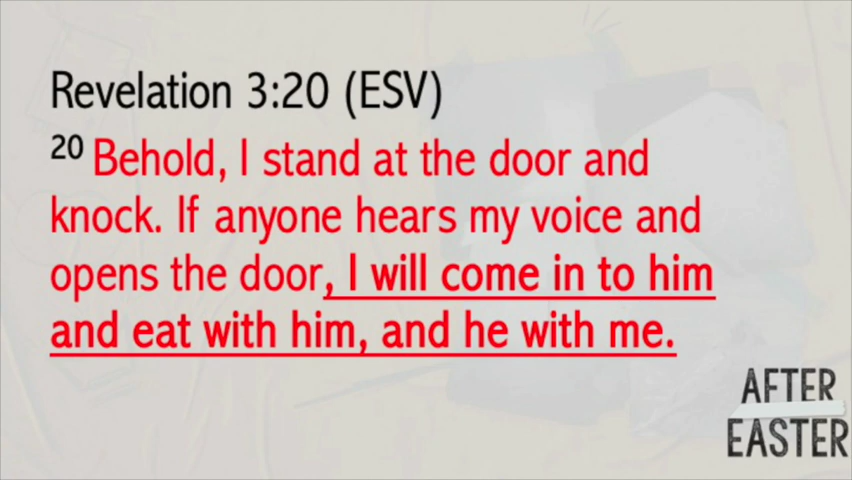 Revelation 3:20 (ESV)
20 Behold, I stand at the door and
knock. If anyone hears my voice and
opens the door, I will come in to him
and eat with him, and he with me.
AFTER
EASTER